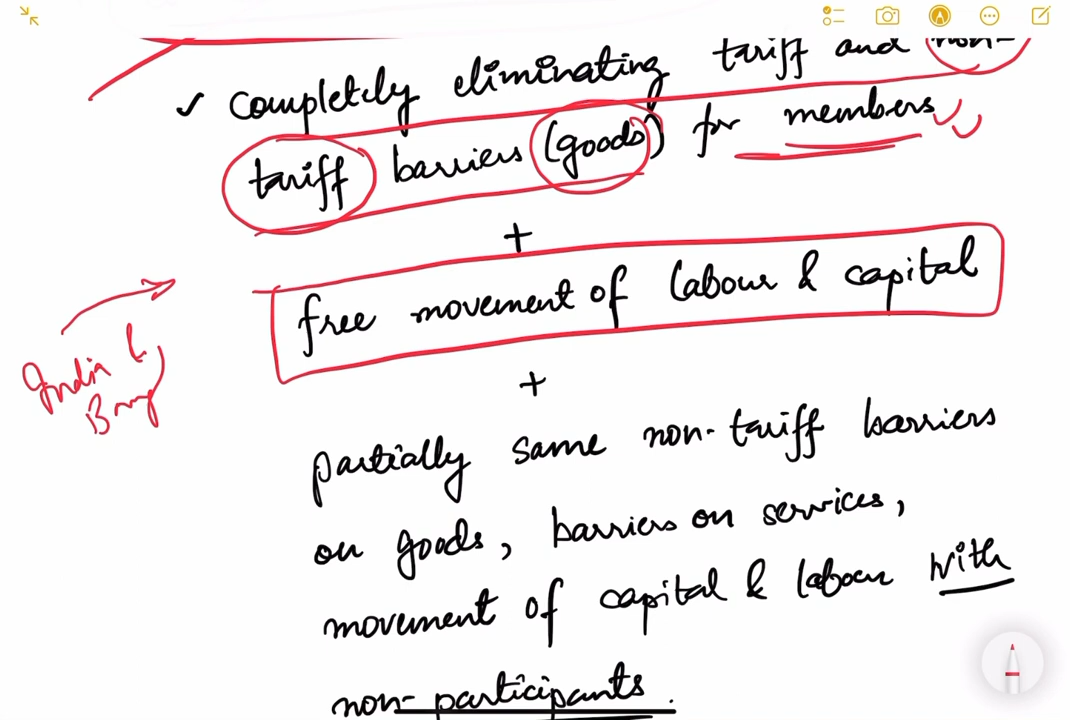 ✓ Completely eliminating tariff and non-
tariff barriers (goods) for members
+
free movement of labour & capital
+
India &
partially same non-tariff barriers
on goods, barriers on services,
movement of capital & labour with
non-participants.